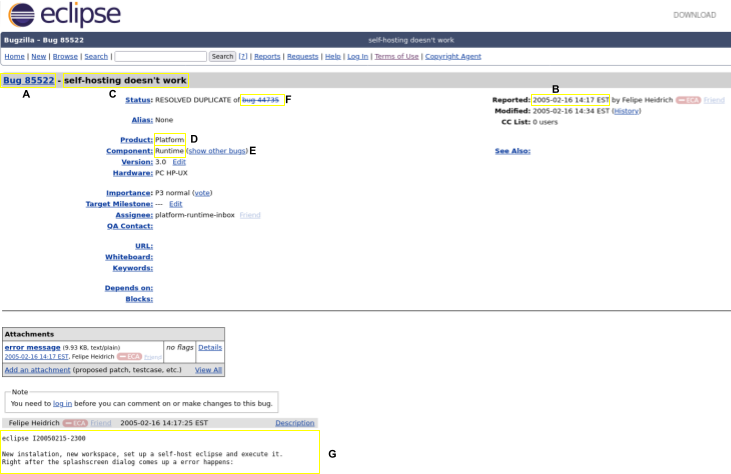 eclipse
DOWNLOAD
Bugzilla – Bug 85522 self-hosting doesn't work
Home | New | Browse | Search | Search [?] | Reports | Requests | Help | Log In | Terms of Use | Copyright Agent
Bug 85522 - self-hosting doesn't work
A C B
Status: RESOLVED DUPLICATE of bug 44735 F
Alias: None
Product: Platform D
Component: Runtime (show other bugs) E
Version: 3.0 Edit
Hardware: PC HP-UX
Importance: P3 normal (vote)
Target Milestone: --- Edit
Assignee: platform-runtime-inbox Friend
QA Contact:
URL:
Whiteboard:
Keywords:
Depends on:
Blocks:
Reported: 2005-02-16 14:17 EST by Felipe Heidrich ECA Friend
Modified: 2005-02-16 14:34 EST (History)
CC List: 0 users
See Also:
Attachments
error message (9.93 KB, text/plain) no flags Details
2005-02-16 14:17 EST, Felipe Heidrich ECA Friend
Add an attachment (proposed patch, testcase, etc.) View All
Note
You need to log in before you can comment on or make changes to this bug.
Felipe Heidrich ECA Friend 2005-02-16 14:17:25 EST Description
eclipse I20050215-2300
New instalation, new workspace, set up a self-host eclipse and execute it.
Right after the splashscreen dialog comes up a error happens:
G